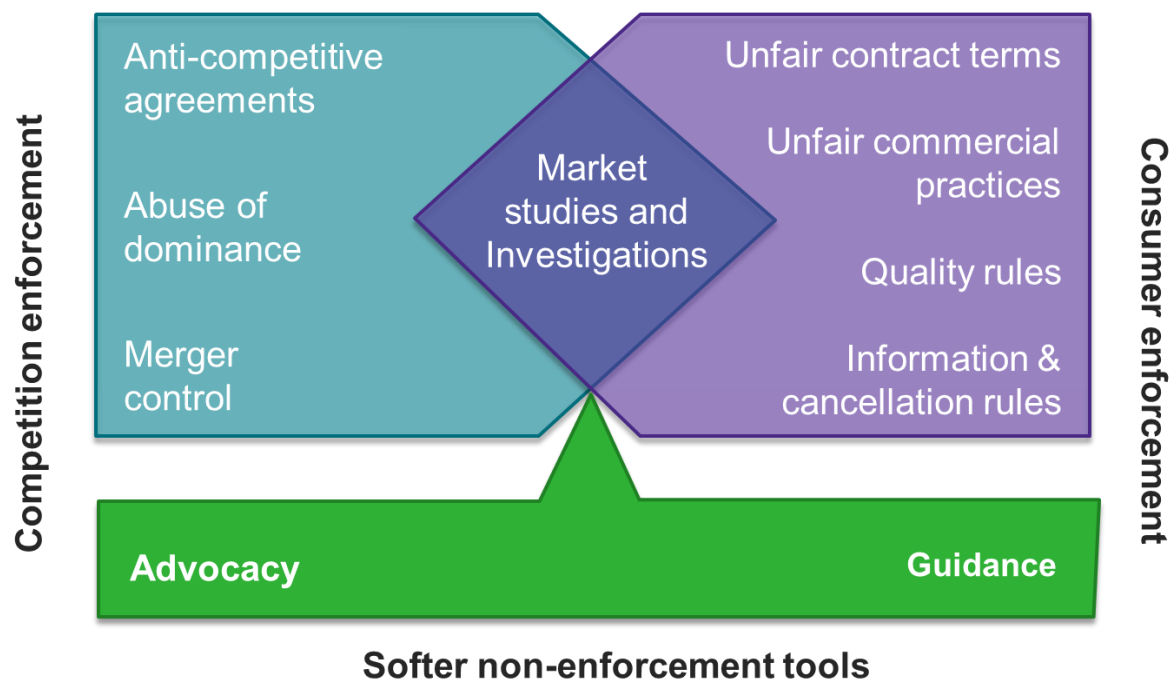 Competition enforcement
Anti-competitive
agreements
Abuse of
dominance
Merger
control
Market
studies and
Investigations
Unfair contract terms
Unfair commercial
practices
Quality rules
Information &
cancellation rules
Consumer enforcement
Advocacy
Guidance
Softer non-enforcement tools